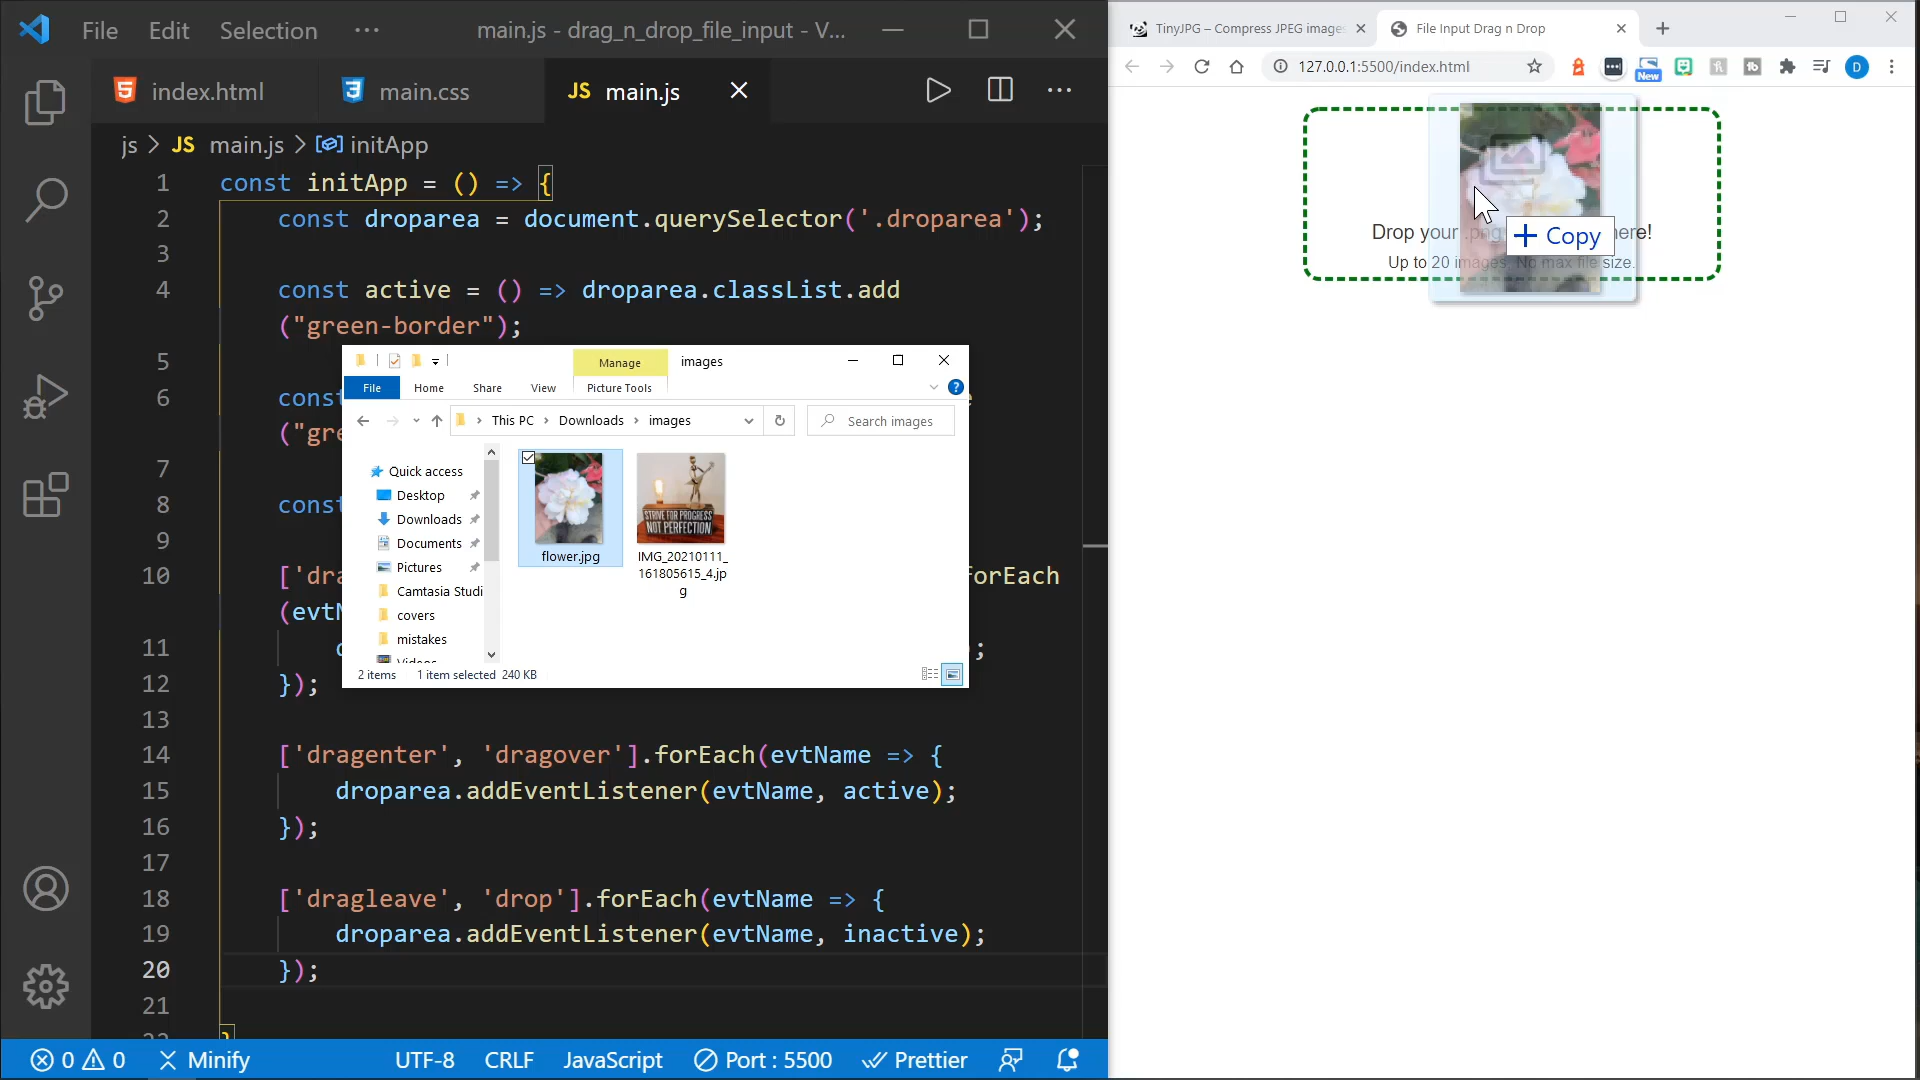 File Edit Selection ···
main.js - drag_n_drop_file_input - V...
index.html
main.css
JS main.js
js > JS main.js > initApp
1 const initApp = () => {
2 const droparea = document.querySelector('.droparea');
3
4 const active = () => droparea.classList.add
("green-border");
5
6 const
("gre
7
8 const
9
10 ['dra forEach
(evtN
11 ;
12 });
13
14 ['dragenter', 'dragover'].forEach(evtName => {
15 droparea.addEventListener(evtName, active);
16 });
17
18 ['dragleave', 'drop'].forEach(evtName => {
19 droparea.addEventListener(evtName, inactive);
20 });
21
}
0 0 Minify UTF-8 CRLF JavaScript Port : 5500 Prettier
Manage images
File Home Share View Picture Tools
This PC > Downloads > images
Search images
Quick access
Desktop
Downloads
Documents
Pictures
Camtasia Studi
covers
mistakes
Videos
STRIVE FOR PROGRESS
NOT PERFECTION
flower.jpg
IMG_20210111_
161805615_4.jp
g
2 items 1 item selected 240 KB
TinyJPG – Compress JPEG images
File Input Drag n Drop
127.0.0.1:5500/index.html
New
D
Drop your .png here!
+ Copy
Up to 20 images. No max file size.